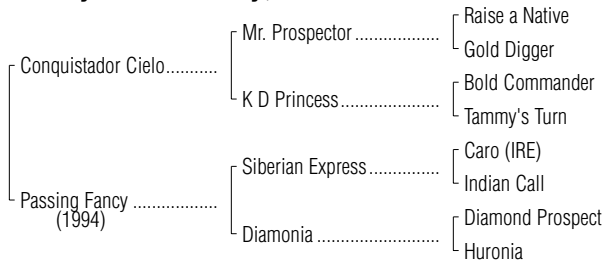 Mr. Prospector ................... Raise a Native
Gold Digger
Conquistador Cielo...........
K D Princess...................... Bold Commander
Tammy's Turn
Siberian Express............... Caro (IRE)
Indian Call
Passing Fancy ..................
(1994)
Diamonia .......................... Diamond Prospect
Huronia